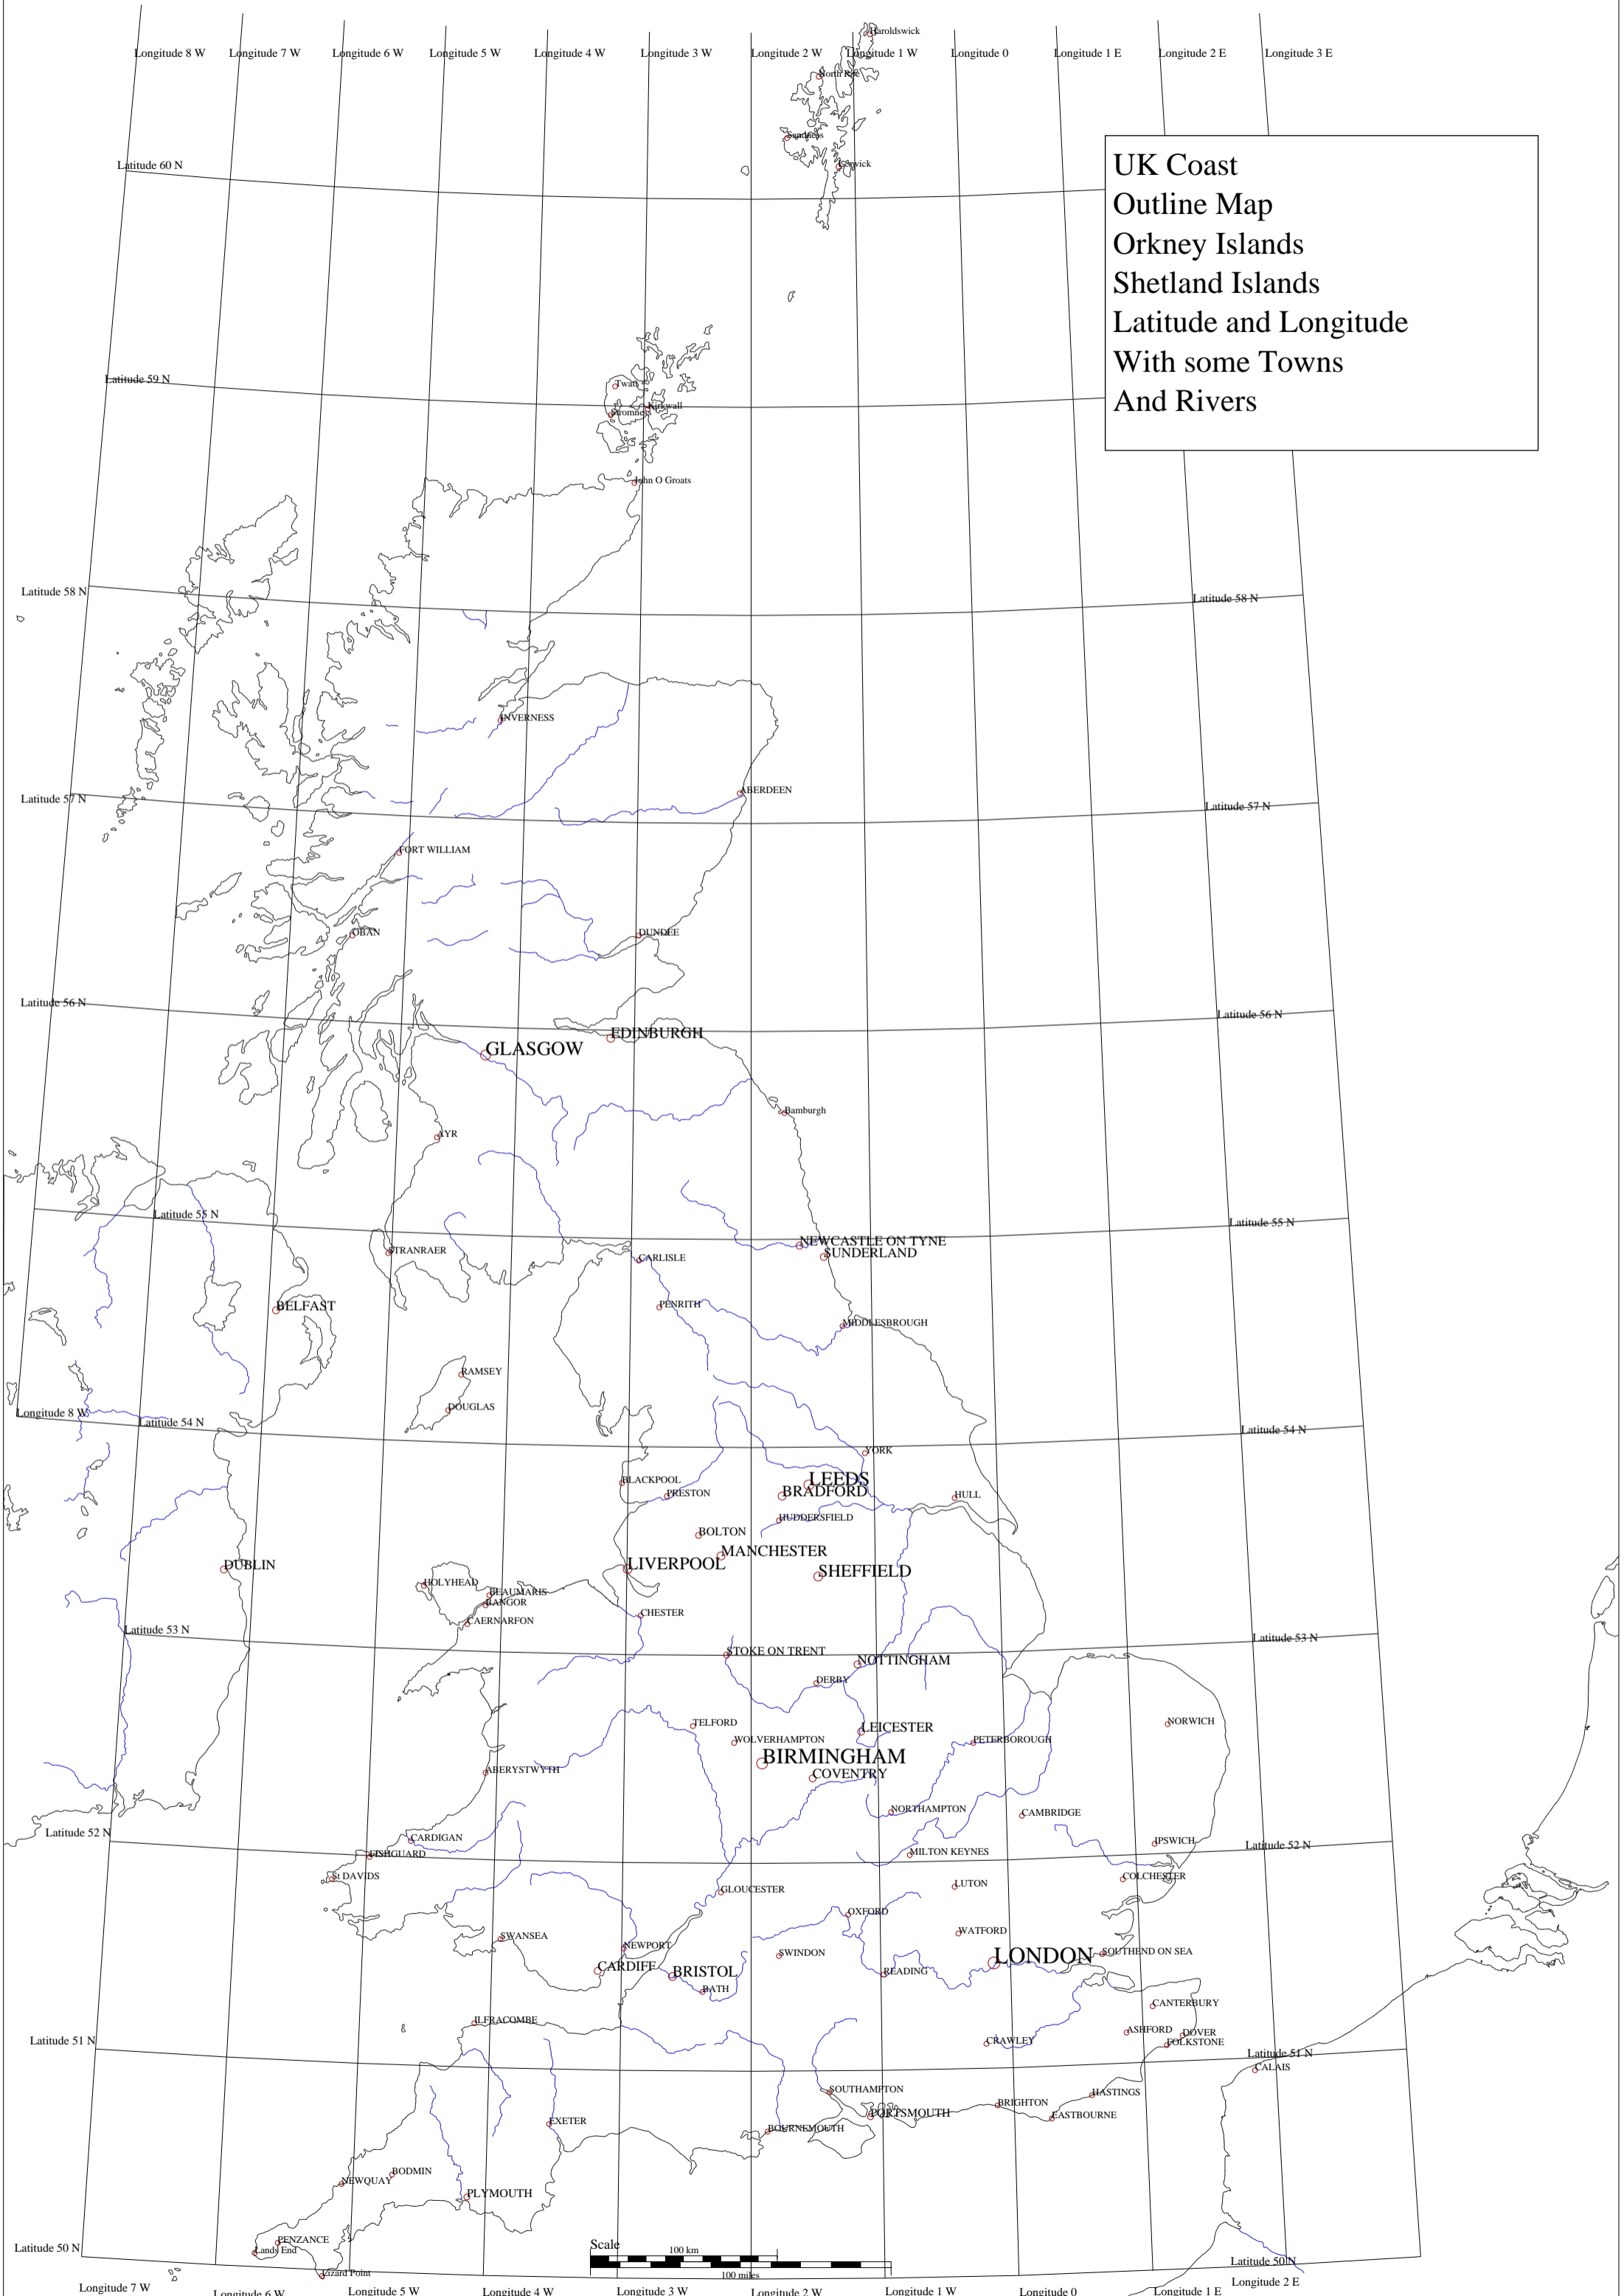 Haroldswick
Longitude 8 W
Longitude 7 W
Longitude 6 W
Longitude 5 W
Longitude 4 W
Longitude 3 W
Longitude 2 W
Longitude 1 W
Longitude 0
Longitude 1 E
Longitude 2 E
Longitude 3 E
North Roe
Sandness
Lerwick
Latitude 60 N
UK Coast
Outline Map
Orkney Islands
Shetland Islands
Latitude and Longitude
With some Towns
And Rivers
Latitude 59 N
Twatt
Kirkwall
Stromness
John O Groats
Latitude 58 N
Latitude 58 N
INVERNESS
ABERDEEN
Latitude 57 N
Latitude 57 N
FORT WILLIAM
OBAN
DUNDEE
Latitude 56 N
Latitude 56 N
EDINBURGH
GLASGOW
Bamburgh
AYR
Latitude 55 N
Latitude 55 N
NEWCASTLE ON TYNE
STRANRAER
SUNDERLAND
CARLISLE
PENRITH
BELFAST
MIDDLESBROUGH
RAMSEY
DOUGLAS
Longitude 8 W
Latitude 54 N
Latitude 54 N
YORK
BLACKPOOL
LEEDS
PRESTON
BRADFORD
HULL
HUDDERSFIELD
BOLTON
MANCHESTER
DUBLIN
LIVERPOOL
SHEFFIELD
HOLYHEAD
BEAUMARIS
BANGOR
CHESTER
CAERNARFON
Latitude 53 N
Latitude 53 N
STOKE ON TRENT
NOTTINGHAM
DERBY
TELFORD
LEICESTER
NORWICH
WOLVERHAMPTON
PETERBOROUGH
BIRMINGHAM
ABERYSTWYTH
COVENTRY
NORTHAMPTON
CAMBRIDGE
Latitude 52 N
CARDIGAN
IPSWICH
Latitude 52 N
FISHGUARD
MILTON KEYNES
St DAVIDS
COLCHESTER
LUTON
GLOUCESTER
OXFORD
WATFORD
SWANSEA
NEWPORT
SWINDON
LONDON
SOUTHEND ON SEA
CARDIFF
BRISTOL
READING
BATH
CANTERBURY
ILFRACOMBE
ASHFORD
DOVER
Latitude 51 N
CRAWLEY
FOLKSTONE
Latitude 51 N
CALAIS
SOUTHAMPTON
HASTINGS
BRIGHTON
PORTSMOUTH
EASTBOURNE
EXETER
BOURNEMOUTH
BODMIN
NEWQUAY
PLYMOUTH
PENZANCE
Latitude 50 N
Lands End
Scale
100 km
Latitude 50 N
Lizard Point
100 miles
Longitude 7 W
Longitude 6 W
Longitude 5 W
Longitude 4 W
Longitude 3 W
Longitude 2 W
Longitude 1 W
Longitude 0
Longitude 1 E
Longitude 2 E